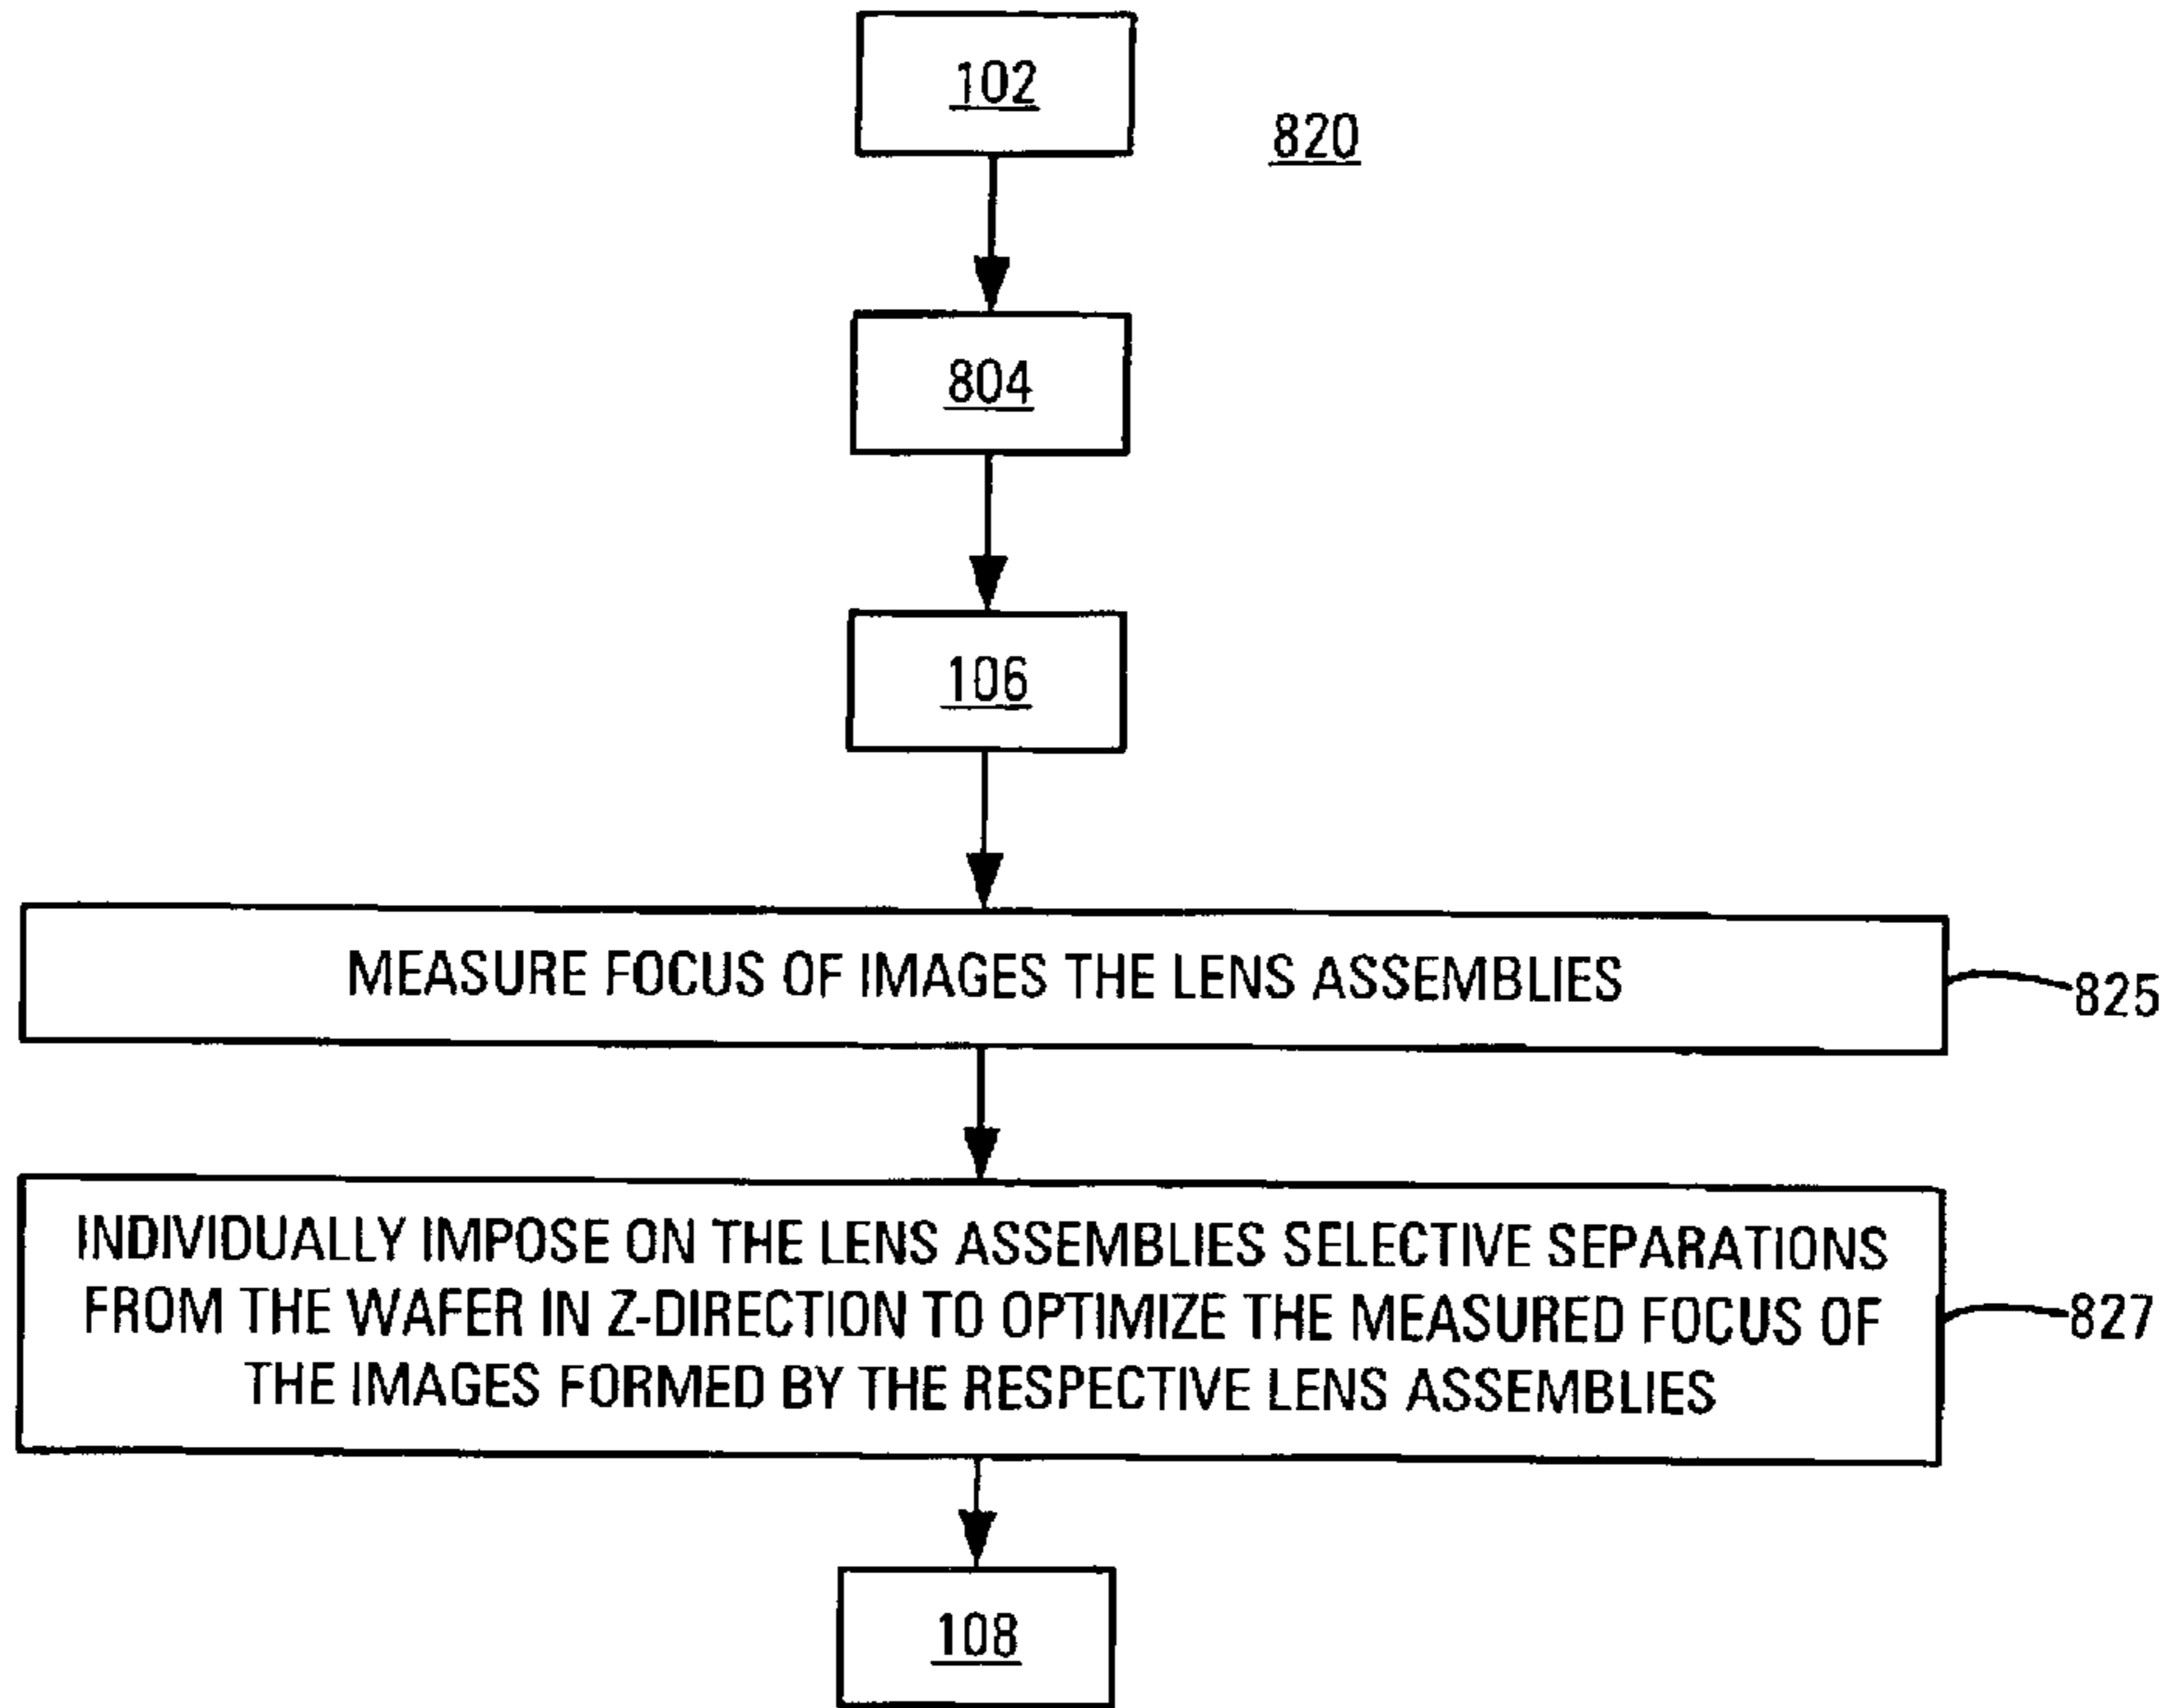 102
820
804
106
MEASURE FOCUS OF IMAGES THE LENS ASSEMBLIES
825
INDIVIDUALLY IMPOSE ON THE LENS ASSEMBLIES SELECTIVE SEPARATIONS
FROM THE WAFER IN Z-DIRECTION TO OPTIMIZE THE MEASURED FOCUS OF
THE IMAGES FORMED BY THE RESPECTIVE LENS ASSEMBLIES
827
108